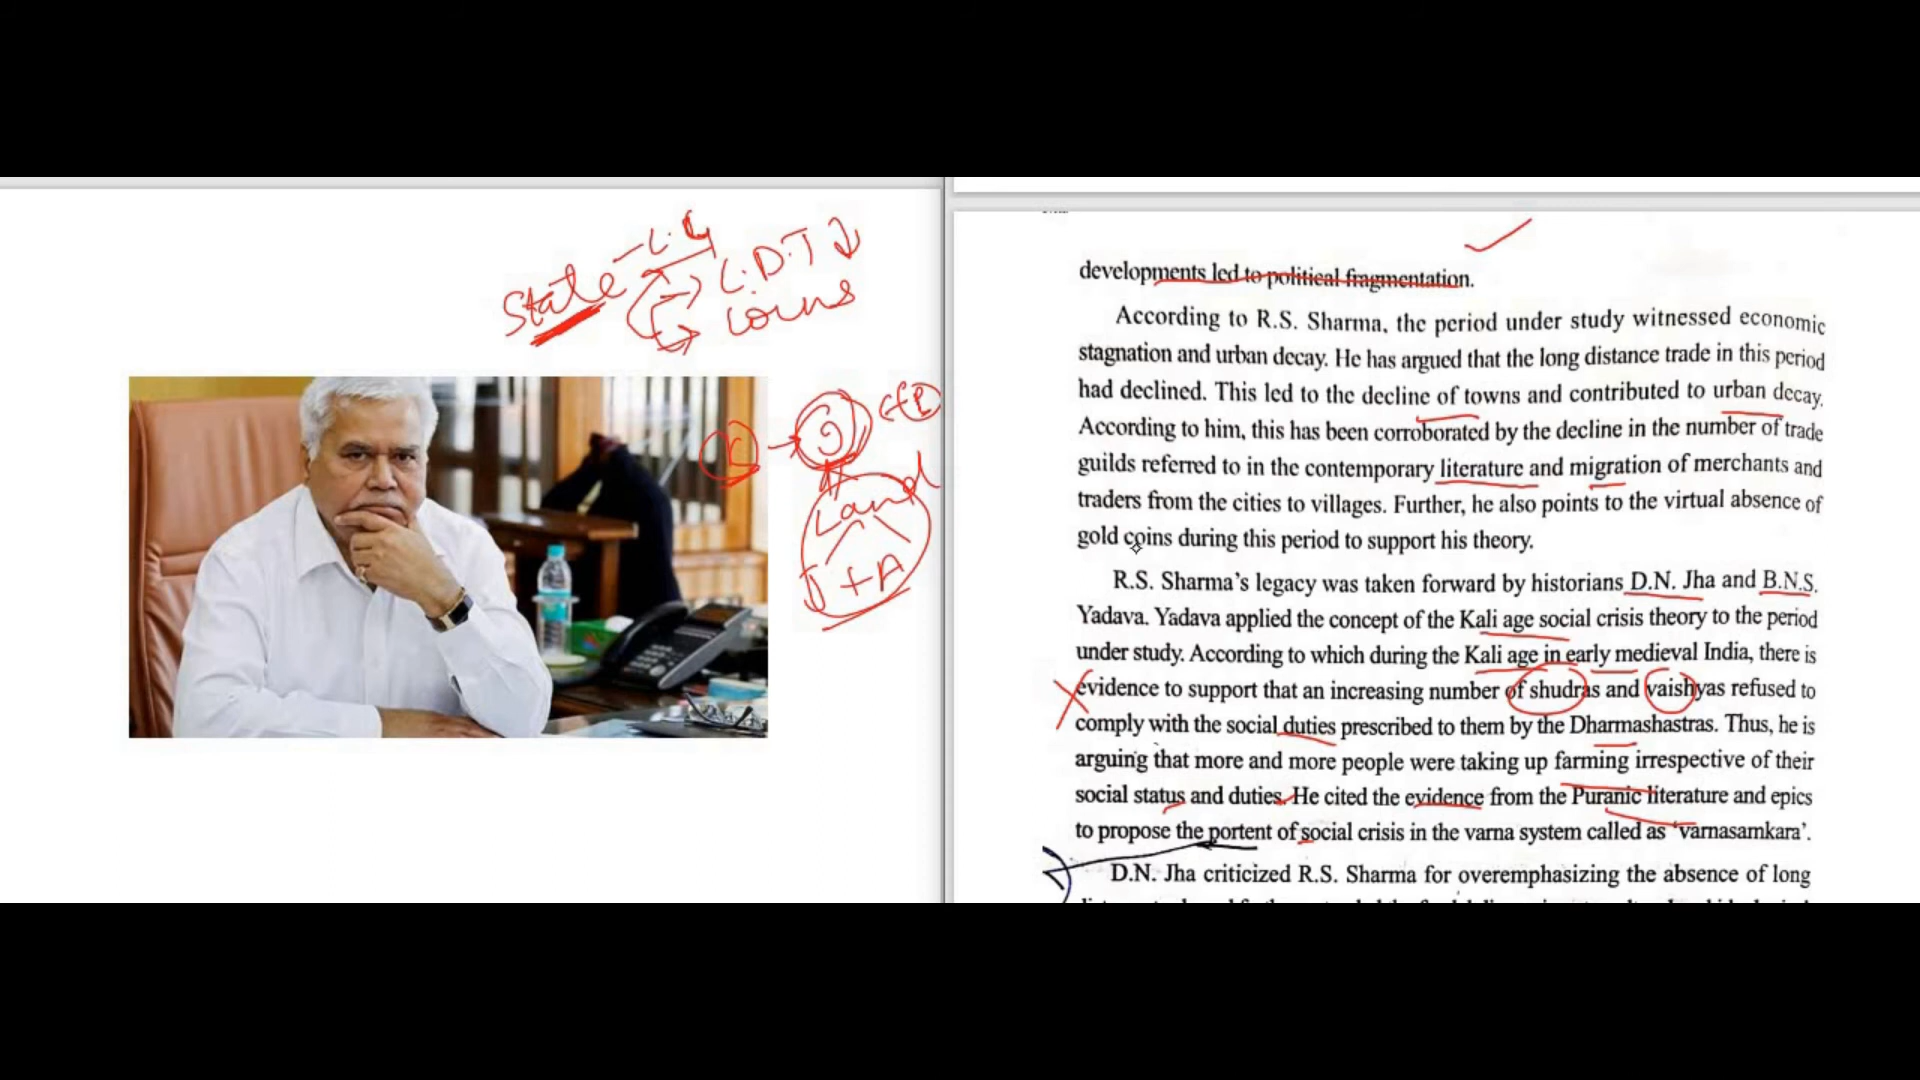 State - L.G
→ L.D.T ↓
→ coins
Land
J + A
developments led to political fragmentation.
According to R.S. Sharma, the period under study witnessed economic
stagnation and urban decay. He has argued that the long distance trade in this period
had declined. This led to the decline of towns and contributed to urban decay.
According to him, this has been corroborated by the decline in the number of trade
guilds referred to in the contemporary literature and migration of merchants and
traders from the cities to villages. Further, he also points to the virtual absence of
gold coins during this period to support his theory.
R.S. Sharma's legacy was taken forward by historians D.N. Jha and B.N.S.
Yadava. Yadava applied the concept of the Kali age social crisis theory to the period
under study. According to which during the Kali age in early medieval India, there is
evidence to support that an increasing number of shudras and vaishyas refused to
comply with the social duties prescribed to them by the Dharmashastras. Thus, he is
arguing that more and more people were taking up farming irrespective of their
social status and duties. He cited the evidence from the Puranic literature and epics
to propose the portent of social crisis in the varna system called as 'varnasamkara'.
D.N. Jha criticized R.S. Sharma for overemphasizing the absence of long